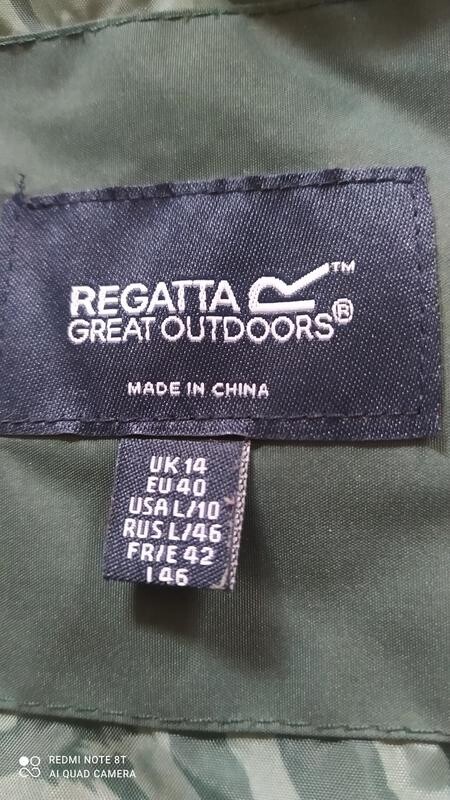 REGATTA
GREAT OUTDOORS®
™
MADE IN CHINA
UK 14
EU 40
USA L/10
RUS L/46
FR/E 42
I 46
REDMI NOTE 8T
AI QUAD CAMERA